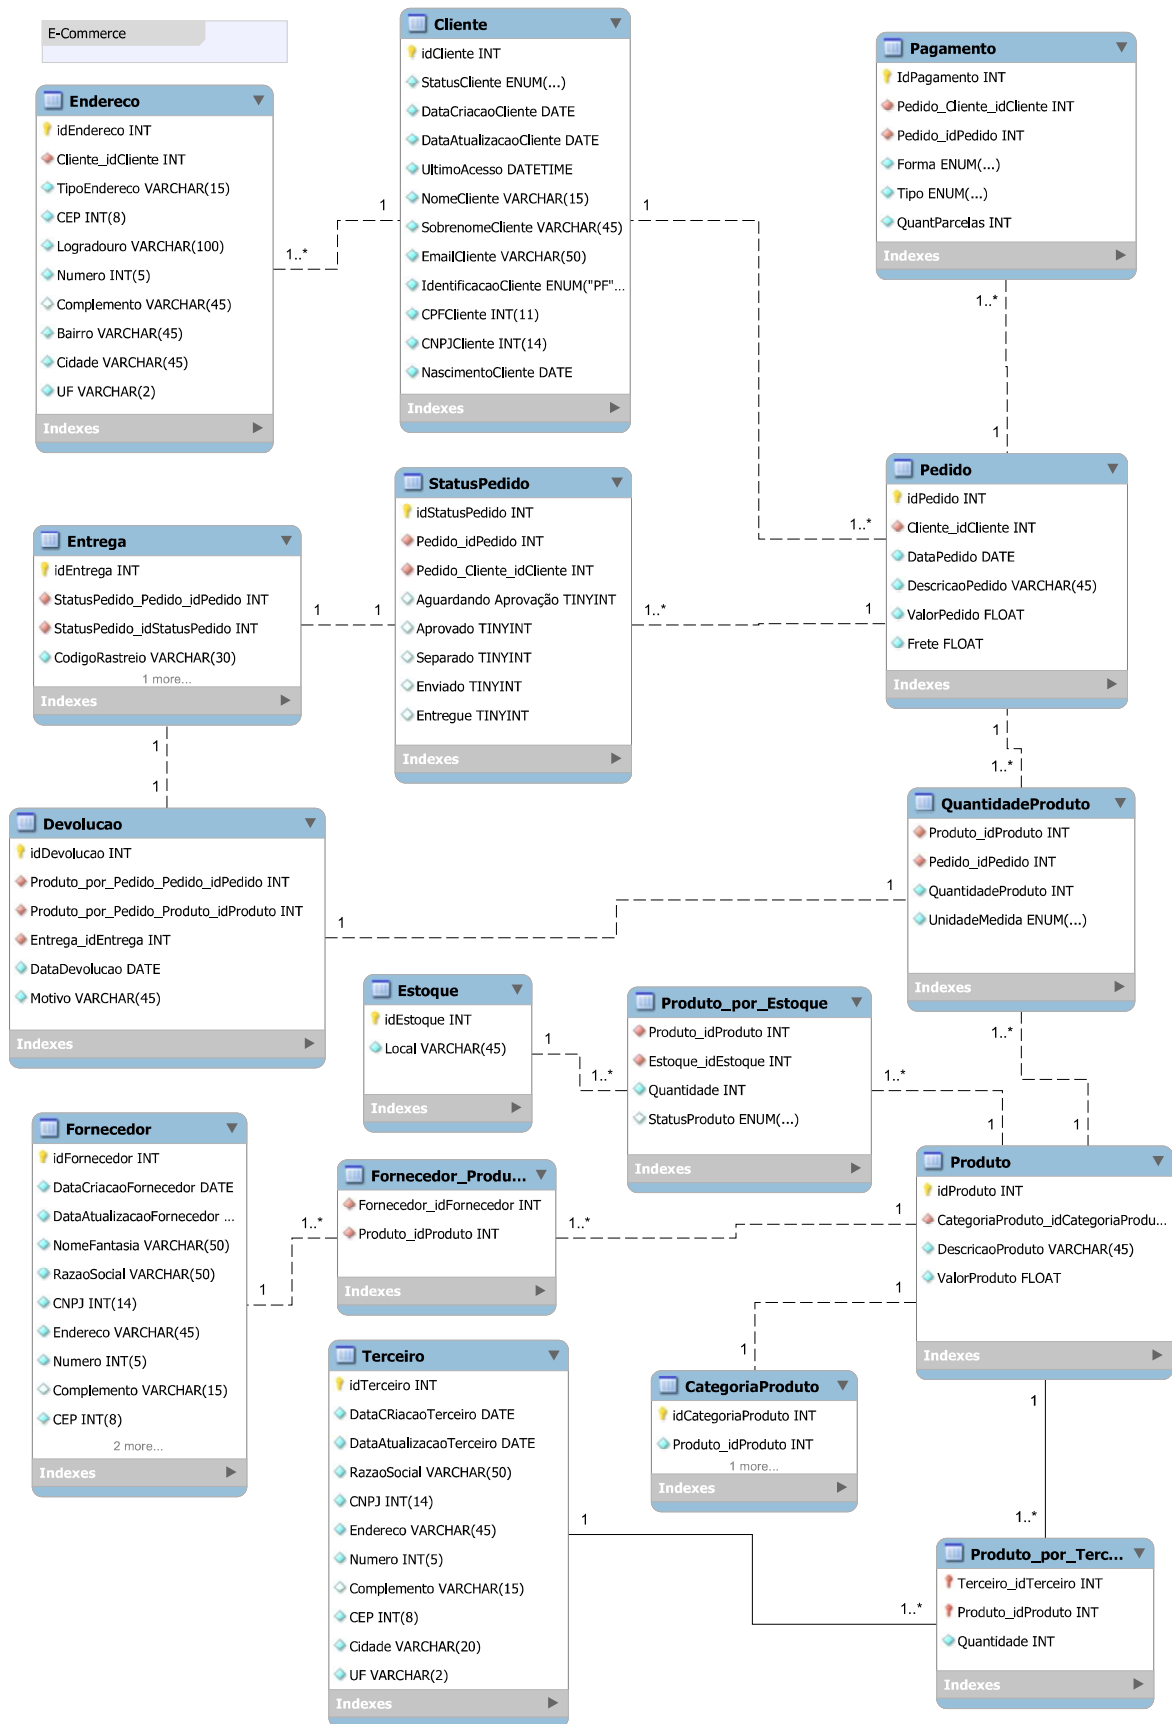 E-Commerce
Cliente
idCliente INT
StatusCliente ENUM(...)
DataCriacaoCliente DATE
DataAtualizacaoCliente DATE
UltimoAcesso DATETIME
NomeCliente VARCHAR(15)
SobrenomeCliente VARCHAR(45)
EmailCliente VARCHAR(50)
IdentificacaoCliente ENUM("PF"...
CPFCliente INT(11)
CNPJCliente INT(14)
NascimentoCliente DATE
Indexes
Pagamento
IdPagamento INT
Pedido_Cliente_idCliente INT
Pedido_idPedido INT
Forma ENUM(...)
Tipo ENUM(...)
QuantParcelas INT
Indexes
Endereco
idEndereco INT
Cliente_idCliente INT
TipoEndereco VARCHAR(15)
CEP INT(8)
Logradouro VARCHAR(100)
Numero INT(5)
Complemento VARCHAR(45)
Bairro VARCHAR(45)
Cidade VARCHAR(45)
UF VARCHAR(2)
Indexes
1
1..*
1
1..*
1..*
1
StatusPedido
idStatusPedido INT
Pedido_idPedido INT
Pedido_Cliente_idCliente INT
Aguardando Aprovação TINYINT
Aprovado TINYINT
Separado TINYINT
Enviado TINYINT
Entregue TINYINT
Indexes
Pedido
idPedido INT
Cliente_idCliente INT
DataPedido DATE
DescricaoPedido VARCHAR(45)
ValorPedido FLOAT
Frete FLOAT
Indexes
Entrega
idEntrega INT
StatusPedido_Pedido_idPedido INT
StatusPedido_idStatusPedido INT
CodigoRastreio VARCHAR(30)
1 more...
Indexes
1
1
1..*
1
1
1
1
1..*
Devolucao
idDevolucao INT
Produto_por_Pedido_Pedido_idPedido INT
Produto_por_Pedido_Produto_idProduto INT
Entrega_idEntrega INT
DataDevolucao DATE
Motivo VARCHAR(45)
Indexes
QuantidadeProduto
Produto_idProduto INT
Pedido_idPedido INT
QuantidadeProduto INT
UnidadeMedida ENUM(...)
Indexes
1
1
Estoque
idEstoque INT
Local VARCHAR(45)
Indexes
Produto_por_Estoque
Produto_idProduto INT
Estoque_idEstoque INT
Quantidade INT
StatusProduto ENUM(...)
Indexes
1
1..*
1..*
1
1..*
1
Fornecedor
idFornecedor INT
DataCriacaoFornecedor DATE
DataAtualizacaoFornecedor ...
NomeFantasia VARCHAR(50)
RazaoSocial VARCHAR(50)
CNPJ INT(14)
Endereco VARCHAR(45)
Numero INT(5)
Complemento VARCHAR(15)
CEP INT(8)
2 more...
Indexes
Fornecedor_Produ...
Fornecedor_idFornecedor INT
Produto_idProduto INT
Indexes
Produto
idProduto INT
CategoriaProduto_idCategoriaProdu...
DescricaoProduto VARCHAR(45)
ValorProduto FLOAT
Indexes
1
1..*
1..*
1
1
1
Terceiro
idTerceiro INT
DataCRiacaoTerceiro DATE
DataAtualizacaoTerceiro DATE
RazaoSocial VARCHAR(50)
CNPJ INT(14)
Endereco VARCHAR(45)
Numero INT(5)
Complemento VARCHAR(15)
CEP INT(8)
Cidade VARCHAR(20)
UF VARCHAR(2)
Indexes
CategoriaProduto
idCategoriaProduto INT
Produto_idProduto INT
1 more...
Indexes
1
1..*
1
1..*
Produto_por_Terc...
Terceiro_idTerceiro INT
Produto_idProduto INT
Quantidade INT
Indexes